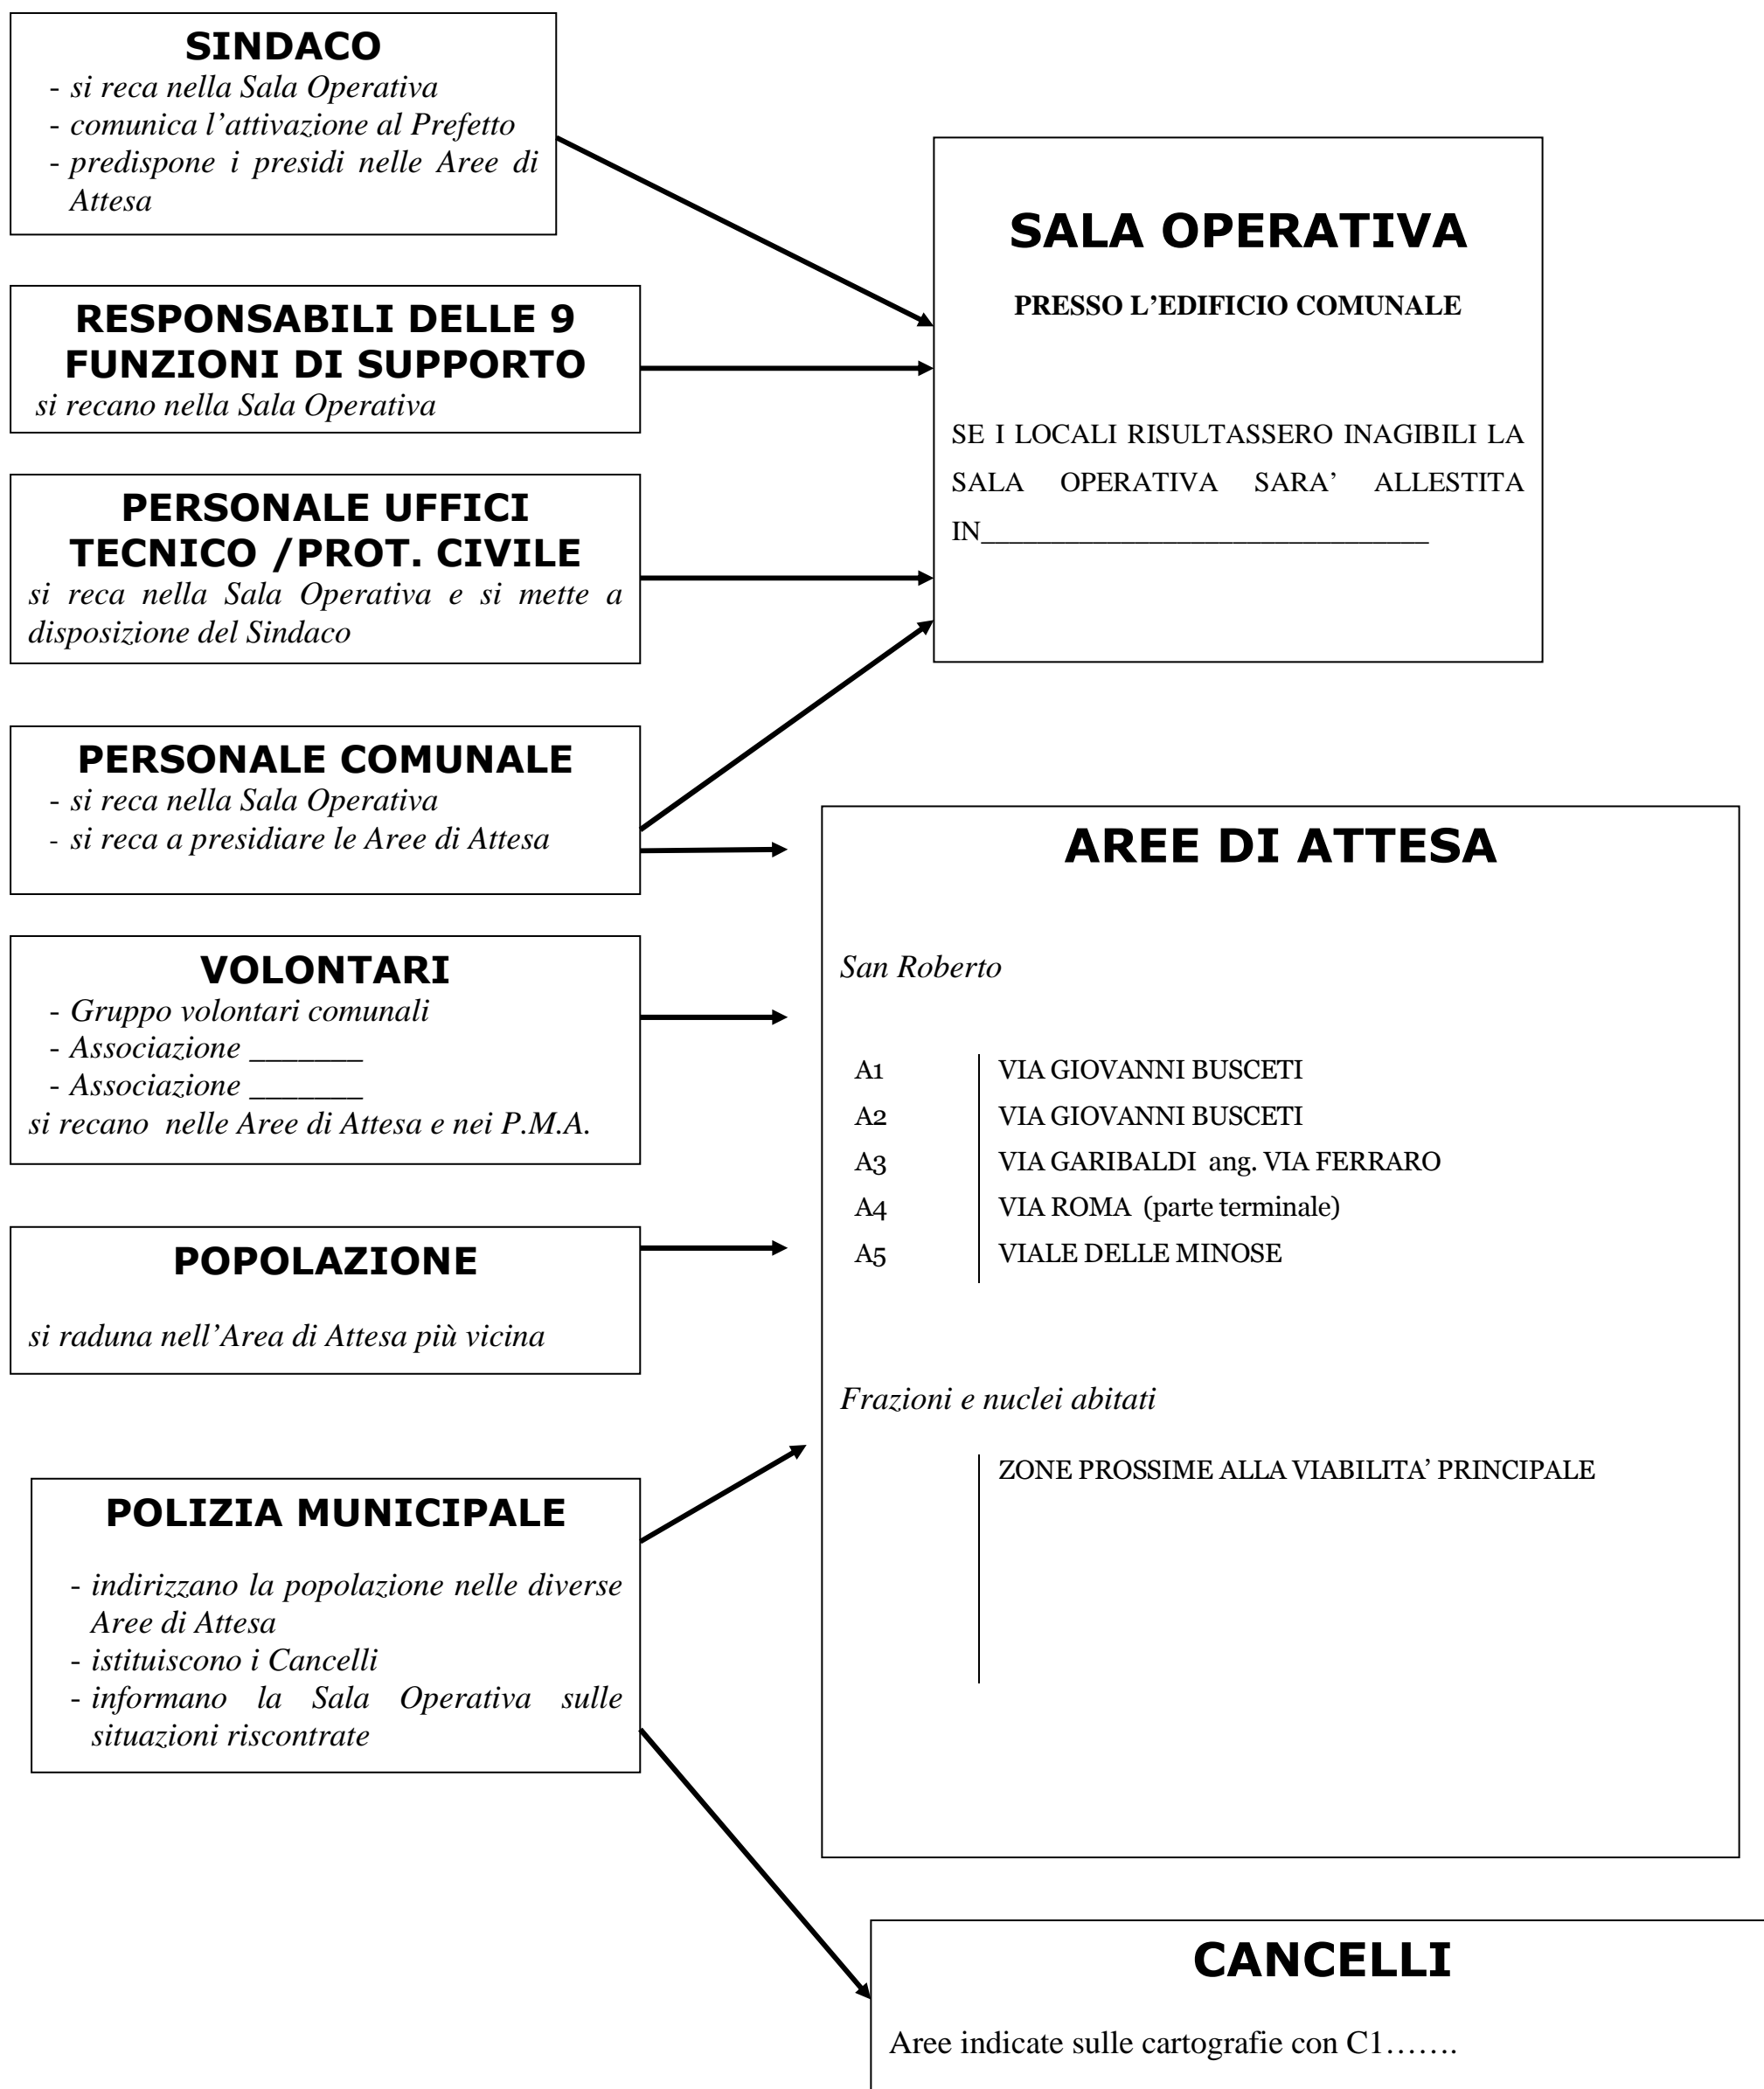 SINDACO
- si reca nella Sala Operativa
- comunica l’attivazione al Prefetto
- predispone i presidi nelle Aree di
Attesa
RESPONSABILI DELLE 9
FUNZIONI DI SUPPORTO
si recano nella Sala Operativa
PERSONALE UFFICI
TECNICO /PROT. CIVILE
si reca nella Sala Operativa e si mette a
disposizione del Sindaco
PERSONALE COMUNALE
- si reca nella Sala Operativa
- si reca a presidiare le Aree di Attesa
VOLONTARI
- Gruppo volontari comunali
- Associazione _______
- Associazione _______
si recano nelle Aree di Attesa e nei P.M.A.
POPOLAZIONE
si raduna nell’Area di Attesa più vicina
POLIZIA MUNICIPALE
- indirizzano la popolazione nelle diverse
Aree di Attesa
- istituiscono i Cancelli
- informano la Sala Operativa sulle
situazioni riscontrate
SALA OPERATIVA
PRESSO L’EDIFICIO COMUNALE
SE I LOCALI RISULTASSERO INAGIBILI LA
SALA OPERATIVA SARA’ ALLESTITA
IN________________________________
AREE DI ATTESA
San Roberto
A1 VIA GIOVANNI BUSCETI
A2 VIA GIOVANNI BUSCETI
A3 VIA GARIBALDI ang. VIA FERRARO
A4 VIA ROMA (parte terminale)
A5 VIALE DELLE MINOSE
Frazioni e nuclei abitati
ZONE PROSSIME ALLA VIABILITA’ PRINCIPALE
CANCELLI
Aree indicate sulle cartografie con C1…….